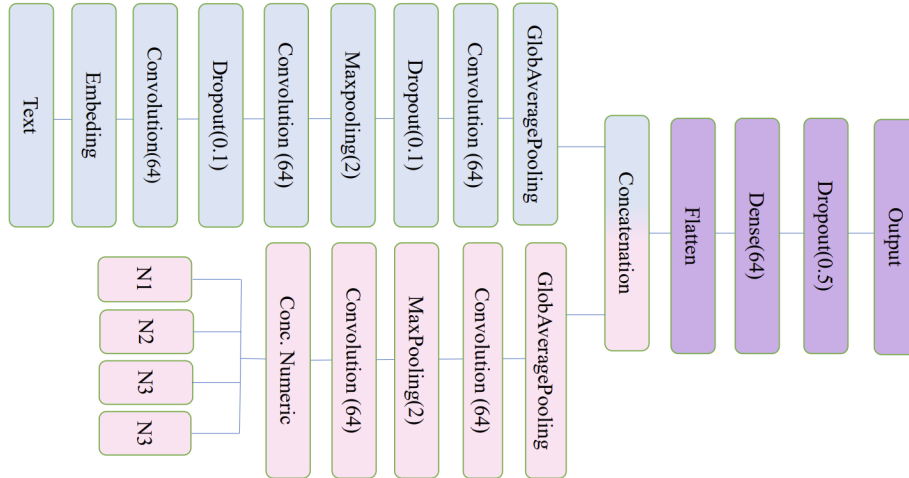 Text
Embeding
Convolution(64)
Dropout(0.1)
Convolution (64)
Maxpooling(2)
Dropout(0.1)
Convolution (64)
GlobAveragePooling
N1
N2
N3
N3
Conc. Numeric
Convolution (64)
MaxPooling(2)
Convolution (64)
GlobAveragePooling
Concatenation
Flatten
Dense(64)
Dropout(0.5)
Output